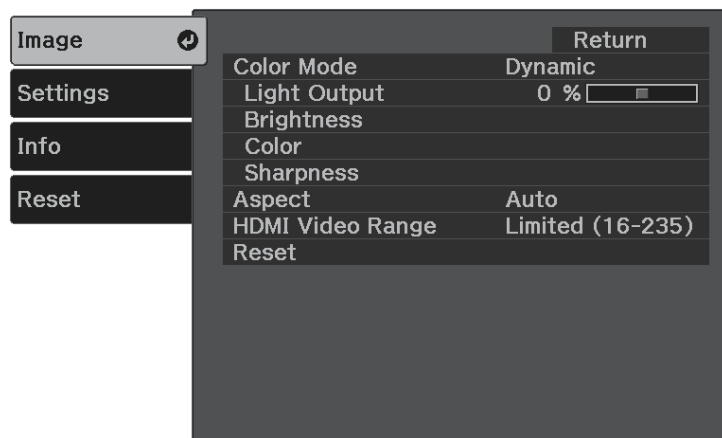 Image
Settings
Info
Reset
Return
Color Mode Dynamic
Light Output 0 %
Brightness
Color
Sharpness
Aspect Auto
HDMI Video Range Limited (16-235)
Reset